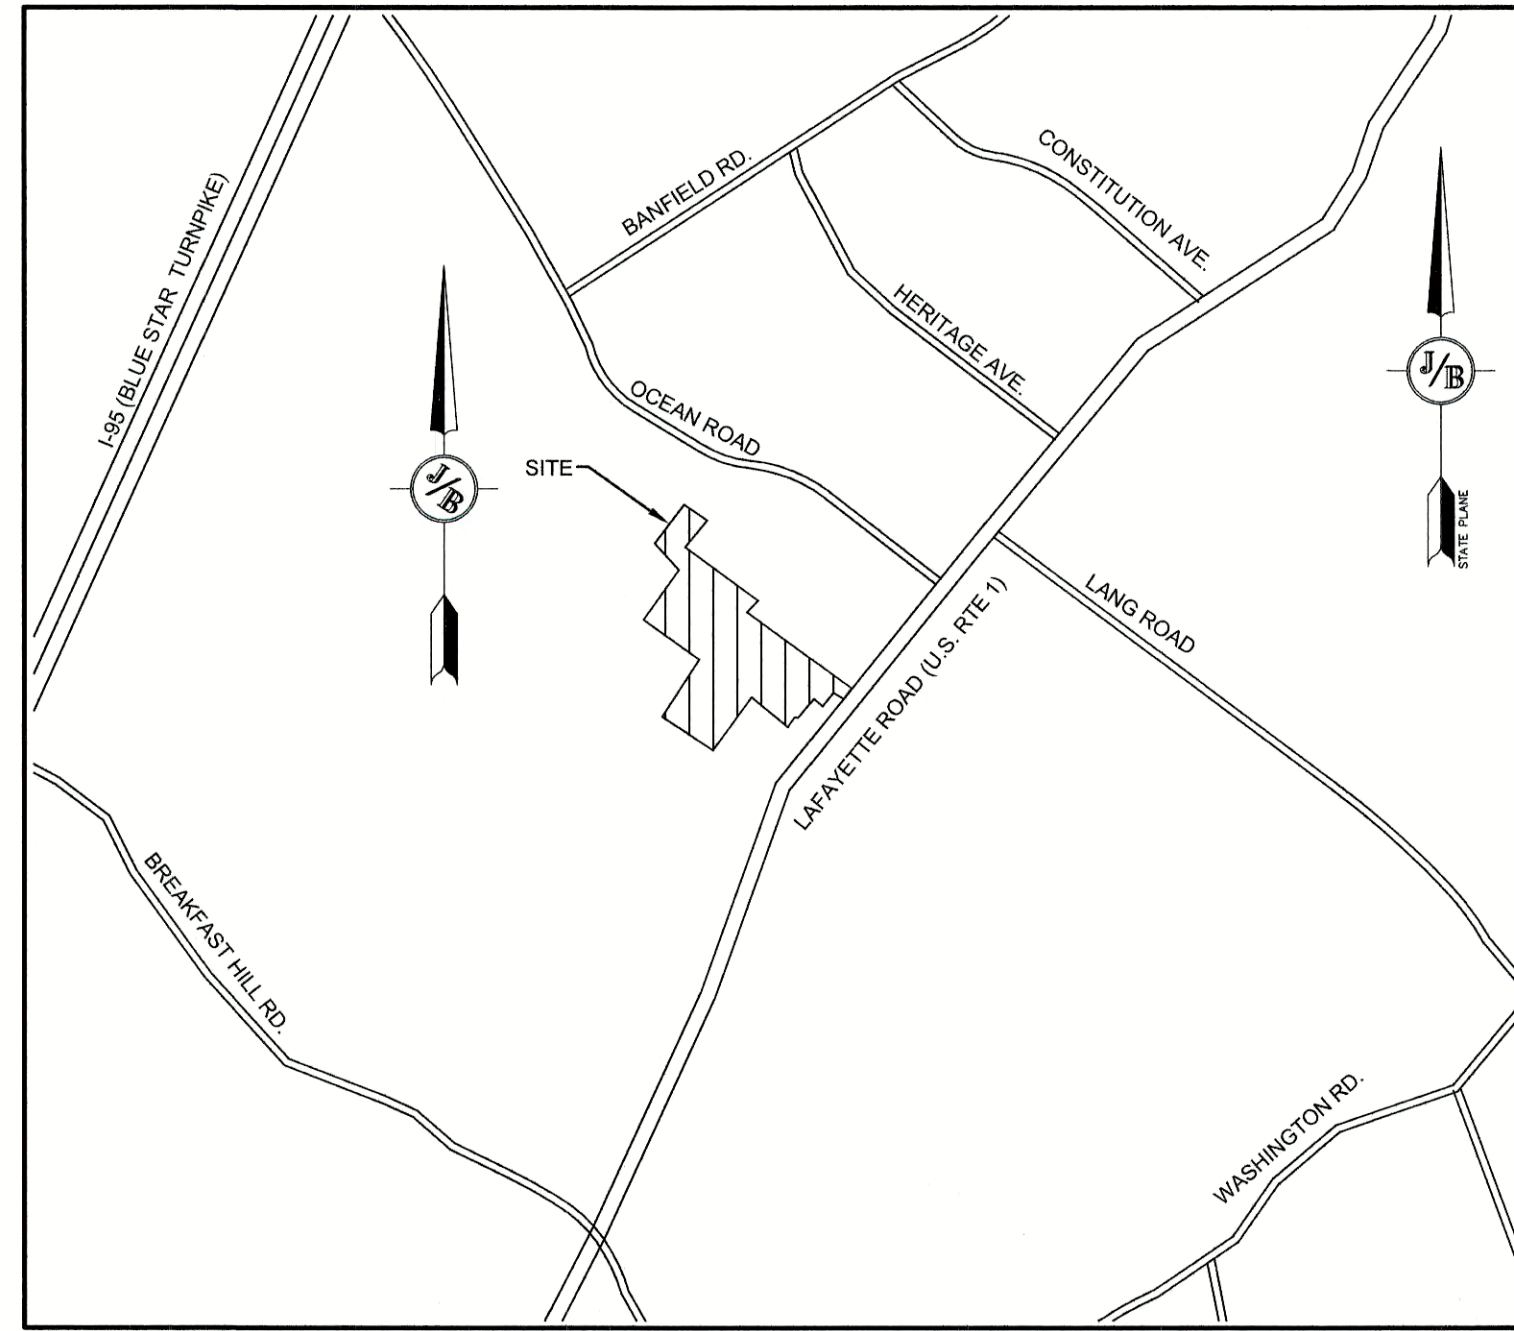 CONSTITUTION AVE.
BANFIELD RD.
I-95 (BLUE STAR TURNPIKE)
HERITAGE AVE.
J/B
OCEAN ROAD
SITE
J/B
STATE PLANE
LANG ROAD
LAFAYETTE ROAD (U.S. RTE 1)
BREAKFAST HILL RD.
WASHINGTON RD.